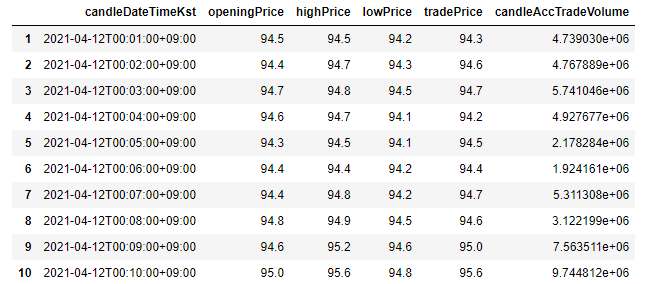 candleDateTimeKst openingPrice highPrice lowPrice tradePrice candleAccTradeVolume
1 2021-04-12T00:01:00+09:00 94.5 94.5 94.2 94.3 4.739030e+06
2 2021-04-12T00:02:00+09:00 94.4 94.7 94.3 94.6 4.767889e+06
3 2021-04-12T00:03:00+09:00 94.7 94.8 94.5 94.7 5.741046e+06
4 2021-04-12T00:04:00+09:00 94.6 94.7 94.1 94.2 4.927677e+06
5 2021-04-12T00:05:00+09:00 94.3 94.5 94.1 94.5 2.178284e+06
6 2021-04-12T00:06:00+09:00 94.4 94.4 94.2 94.4 1.924161e+06
7 2021-04-12T00:07:00+09:00 94.4 94.8 94.2 94.7 5.311308e+06
8 2021-04-12T00:08:00+09:00 94.8 94.9 94.5 94.6 3.122199e+06
9 2021-04-12T00:09:00+09:00 94.6 95.2 94.6 95.0 7.563511e+06
10 2021-04-12T00:10:00+09:00 95.0 95.6 94.8 95.6 9.744812e+06